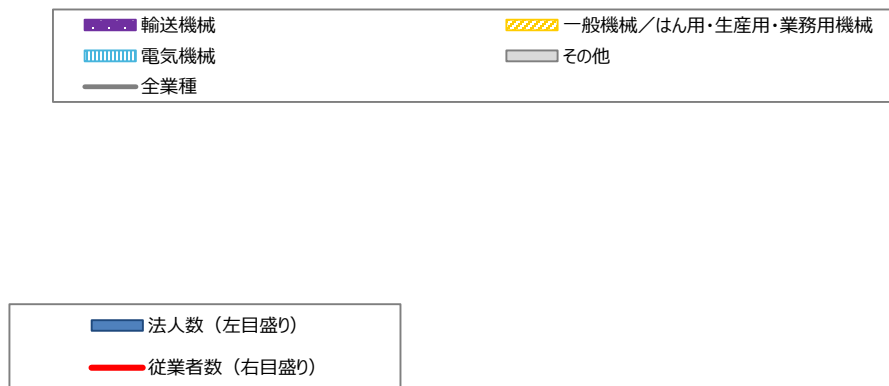 輸送機械 一般機械／はん用・生産用・業務用機械
電気機械 その他
全業種
法人数（左目盛り）
従業者数（右目盛り）